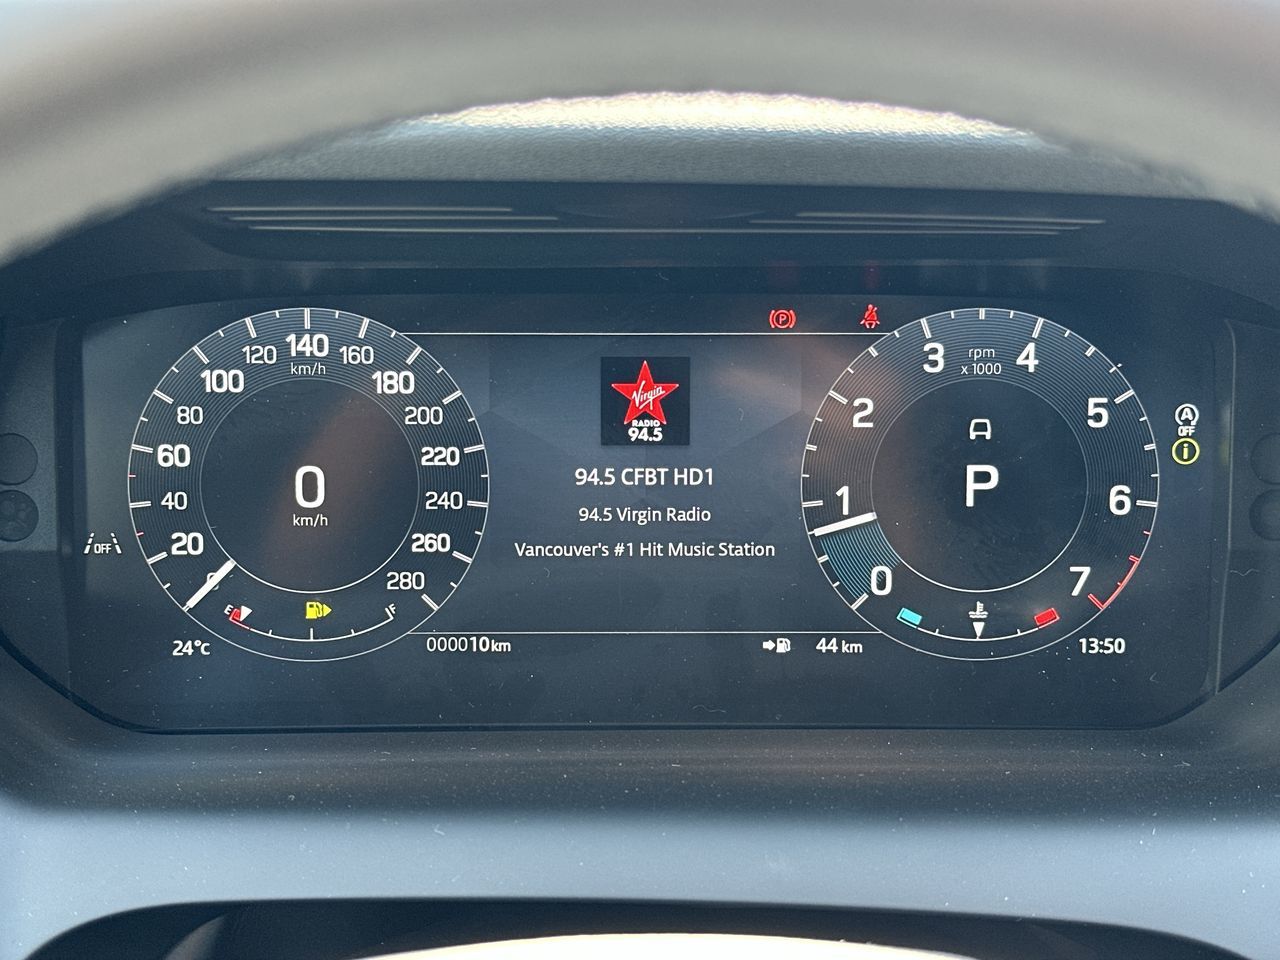 140
km/h
120
160
100
180
80
200
60
220
40
240
20
260
0
280
0
km/h
E
F
24°C
OFF
000010km
Virgin
RADIO
94.5
94.5 CFBT HD1
94.5 Virgin Radio
Vancouver's #1 Hit Music Station
P
44 km
rpm
x 1000
3
4
2
5
1
6
0
7
A
P
13:50
A
OFF
i